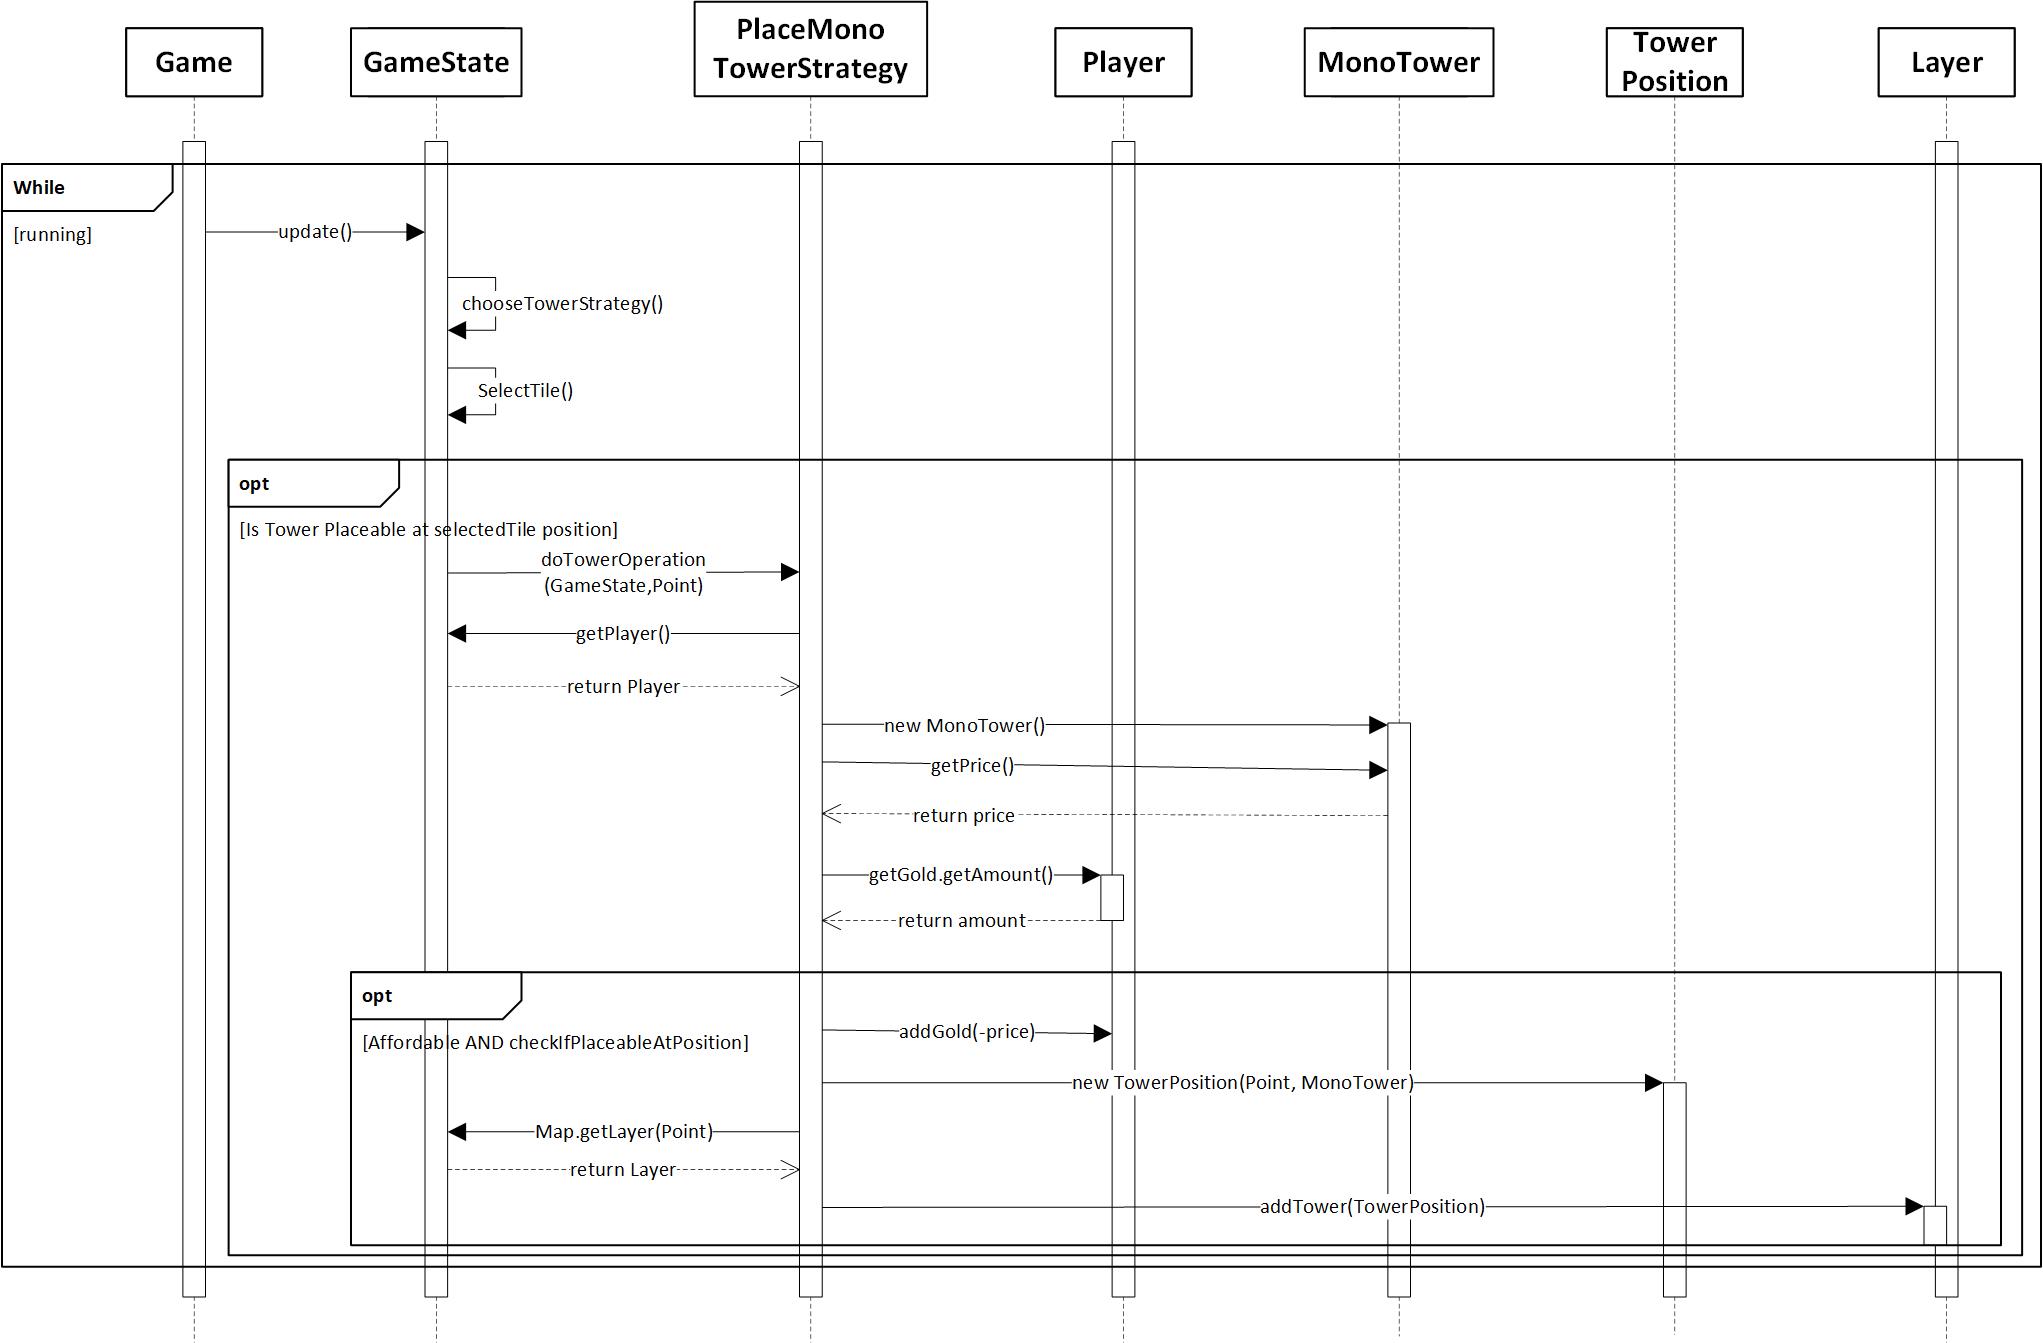 Game
GameState
PlaceMono
TowerStrategy
Player
MonoTower
Tower
Position
Layer
While
[running]
update()
chooseTowerStrategy()
SelectTile()
opt
[Is Tower Placeable at selectedTile position]
doTowerOperation
(GameState,Point)
getPlayer()
return Player
new MonoTower()
getPrice()
return price
getGold.getAmount()
return amount
opt
[Affordable AND checkIfPlaceableAtPosition]
addGold(-price)
new TowerPosition(Point, MonoTower)
Map.getLayer(Point)
return Layer
addTower(TowerPosition)